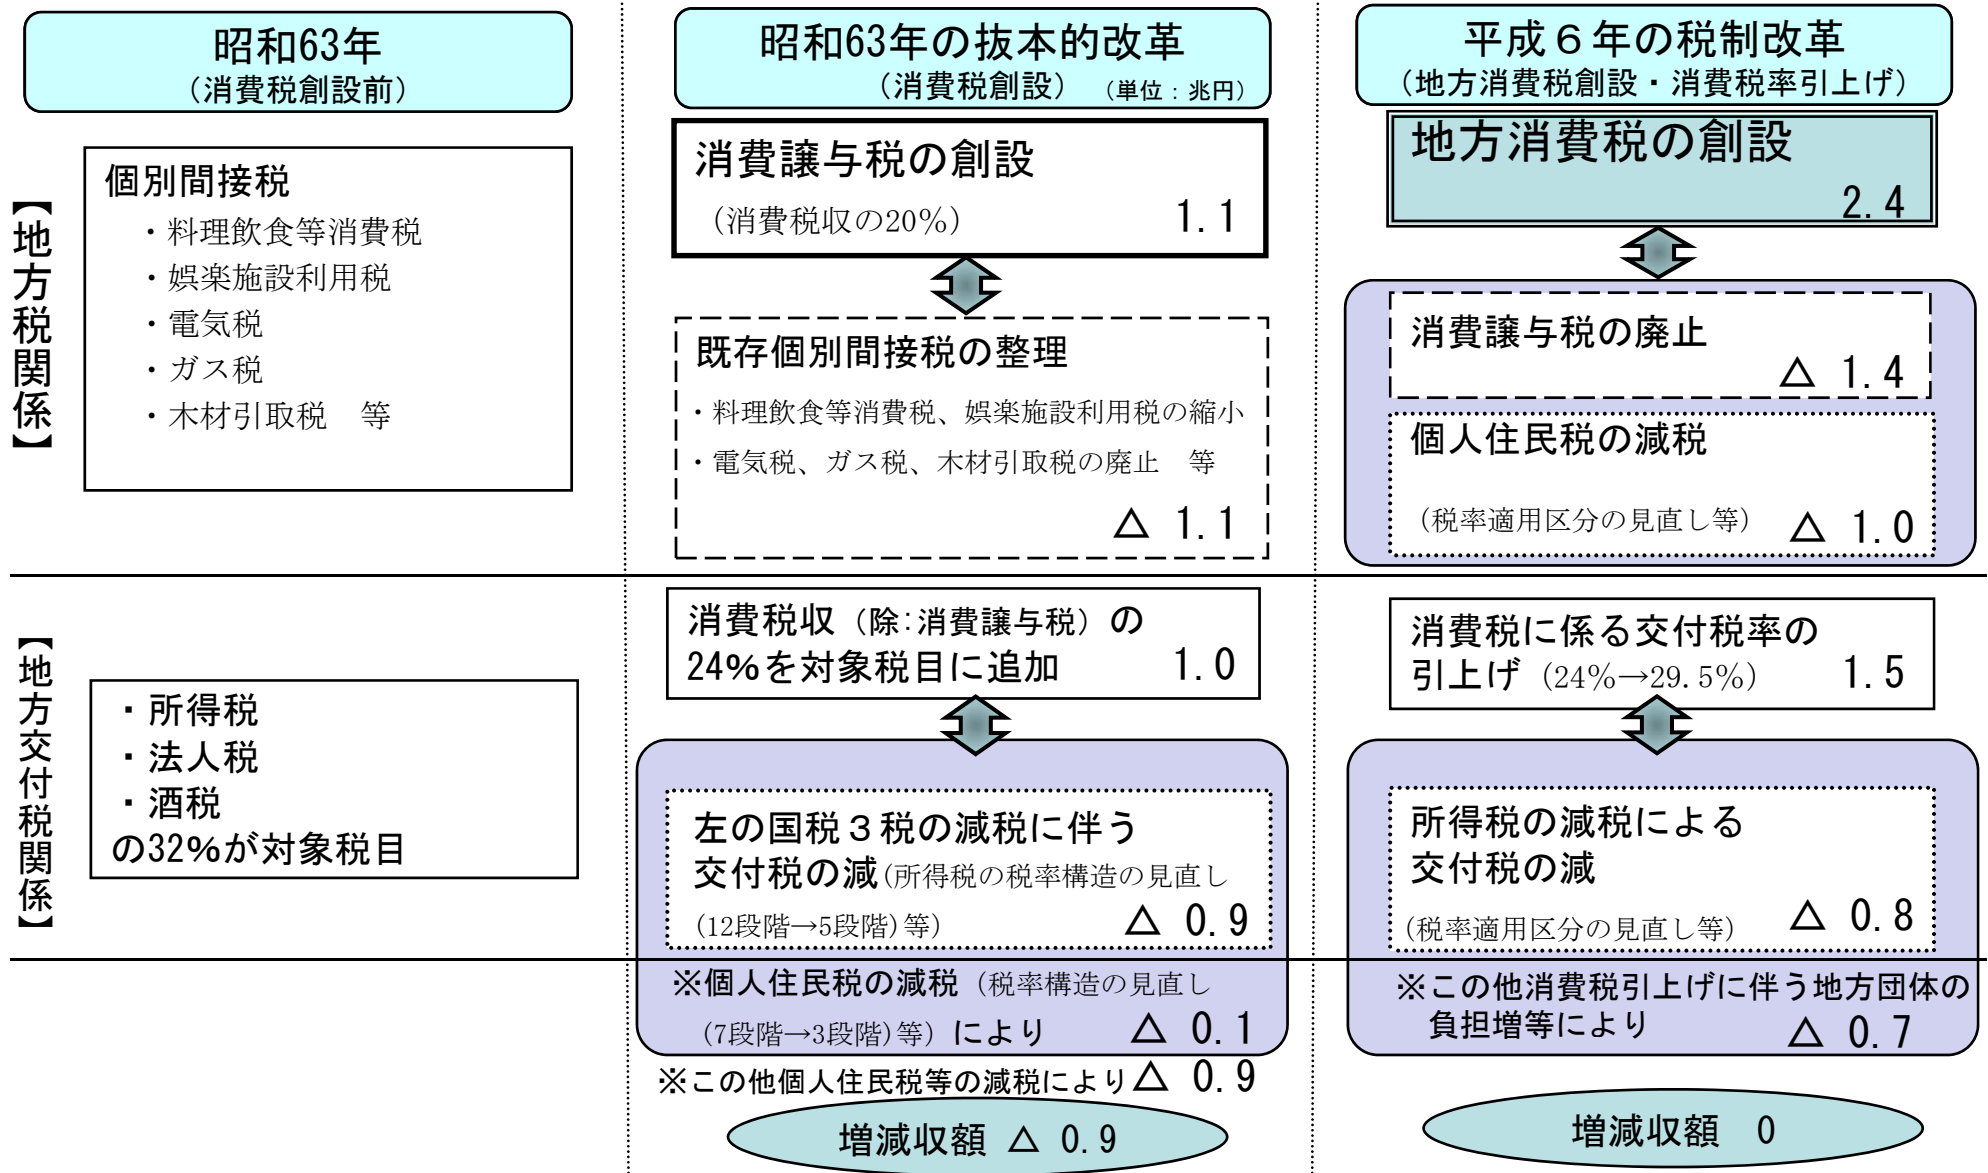 昭和63年
(消費税創設前)
【地方税関係】
個別間接税
・料理飲食等消費税
・娯楽施設利用税
・電気税
・ガス税
・木材引取税　等
【地方交付税関係】
・所得税
・法人税
・酒税
の32%が対象税目
昭和63年の抜本的改革
(消費税創設) (単位：兆円)
消費譲与税の創設
(消費税収の20%) 1.1
既存個別間接税の整理
・料理飲食等消費税、娯楽施設利用税の縮小
・電気税、ガス税、木材引取税の廃止　等
△ 1.1
消費税収(除:消費譲与税)の
24%を対象税目に追加 1.0
左の国税３税の減税に伴う
交付税の減(所得税の税率構造の見直し
(12段階→5段階)等) △ 0.9
※個人住民税の減税(税率構造の見直し
(7段階→3段階)等)により △ 0.1
※この他個人住民税等の減税により△ 0.9
増減収額 △ 0.9
平成６年の税制改革
(地方消費税創設・消費税率引上げ)
地方消費税の創設
2.4
消費譲与税の廃止
△ 1.4
個人住民税の減税
(税率適用区分の見直し等) △ 1.0
消費税に係る交付税率の
引上げ(24%→29.5%) 1.5
所得税の減税による
交付税の減
(税率適用区分の見直し等) △ 0.8
※この他消費税引上げに伴う地方団体の
負担増等により △ 0.7
増減収額 0